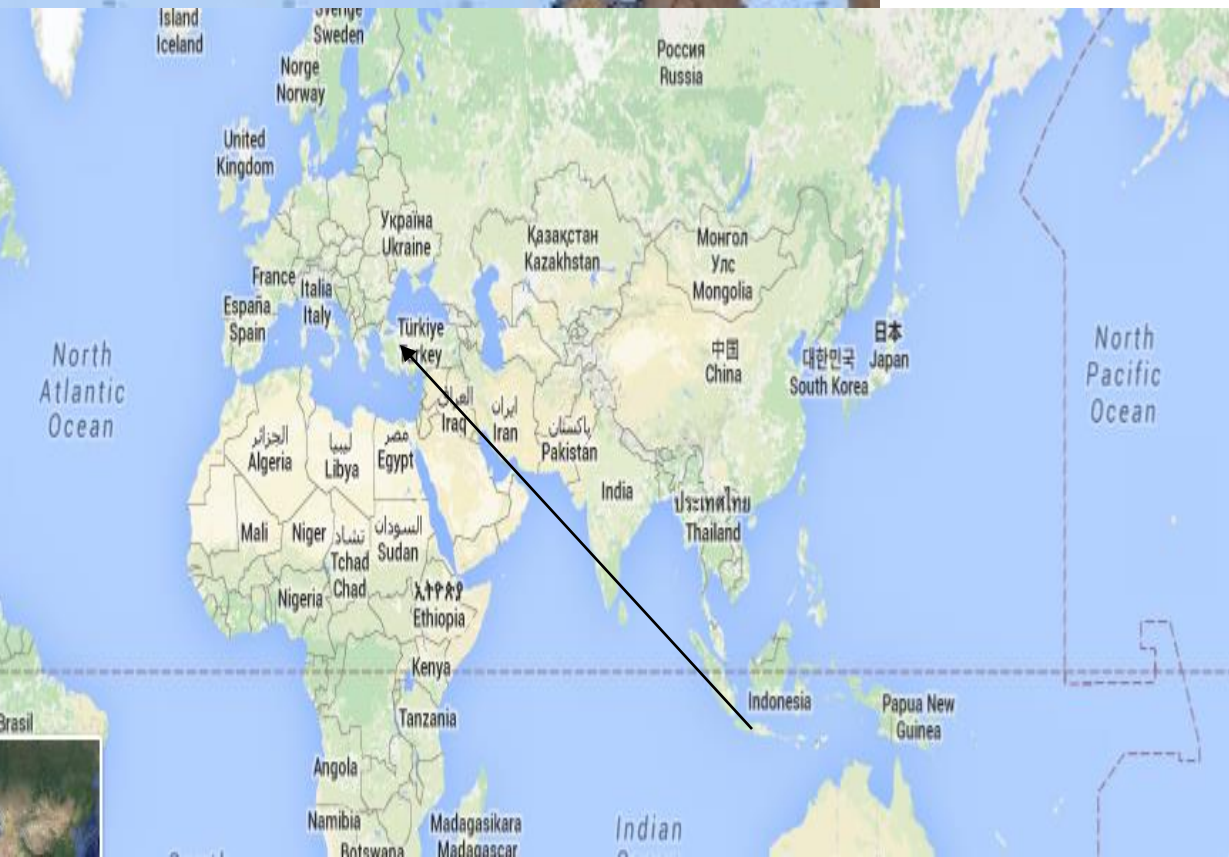 Ísland
Iceland
Sverige
Sweden
Norge
Norway
Россия
Russia
United
Kingdom
Україна
Ukraine
Қазақстан
Kazakhstan
Монгол
Улс
Mongolia
France
Italia
Italy
España
Spain
Türkiye
Turkey
中国
China
대한민국
South Korea
日本
Japan
North
Atlantic
Ocean
North
Pacific
Ocean
العراق
Iraq
ایران
Iran
پاکستان
Pakistan
الجزائر
Algeria
ليبيا
Libya
مصر
Egypt
India
ประเทศไทย
Thailand
Mali
Niger
تشاد
Tchad
Chad
السودان
Sudan
Nigeria
ኢትዮጵያ
Ethiopia
Kenya
Indonesia
Papua New
Guinea
Brasil
Tanzania
Angola
Namibia
Botswana
Madagasikara
Madagascar
Indian